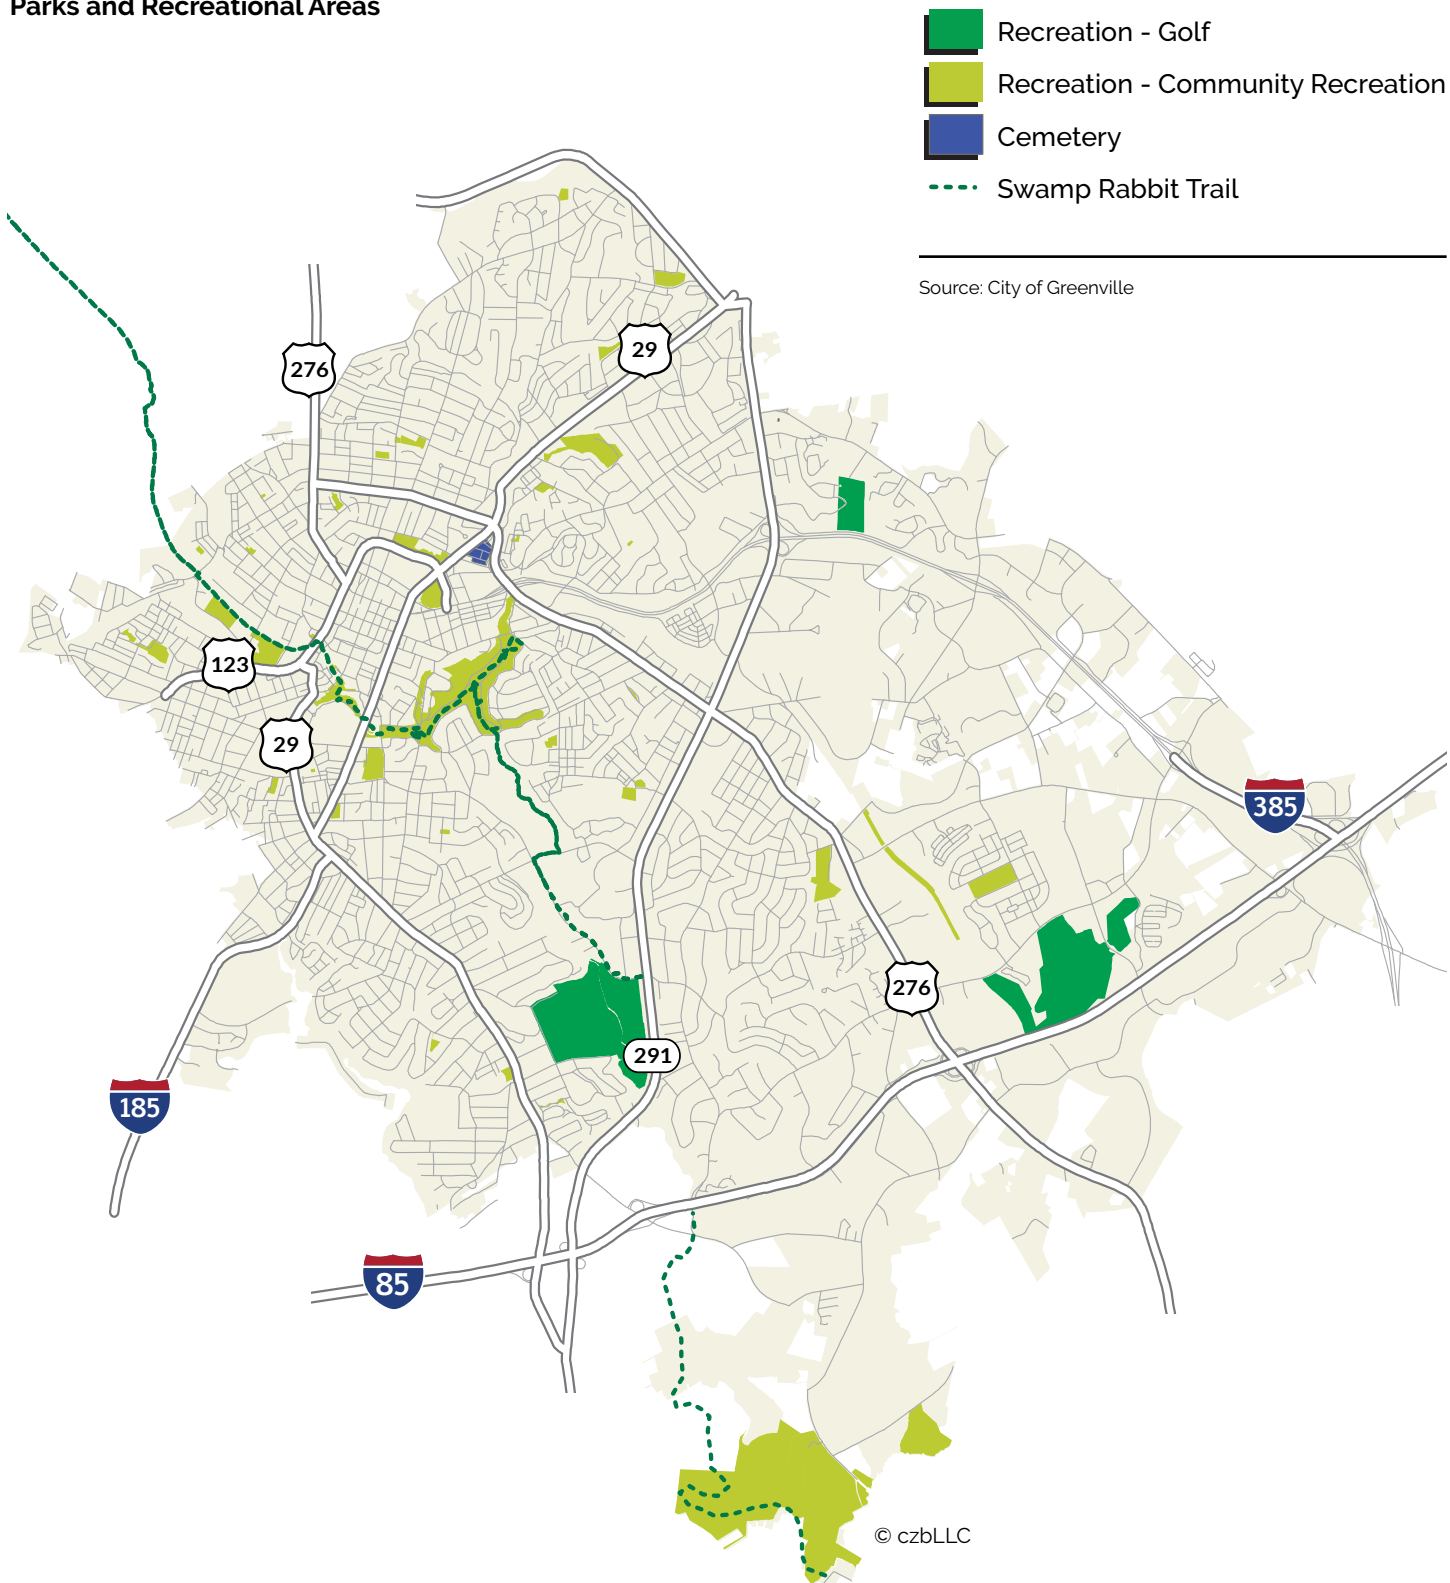 Parks and Recreational Areas
Recreation - Golf
Recreation - Community Recreation
Cemetery
Swamp Rabbit Trail
Source: City of Greenville
29
276
123
29
385
276
291
185
85
© czbLLC